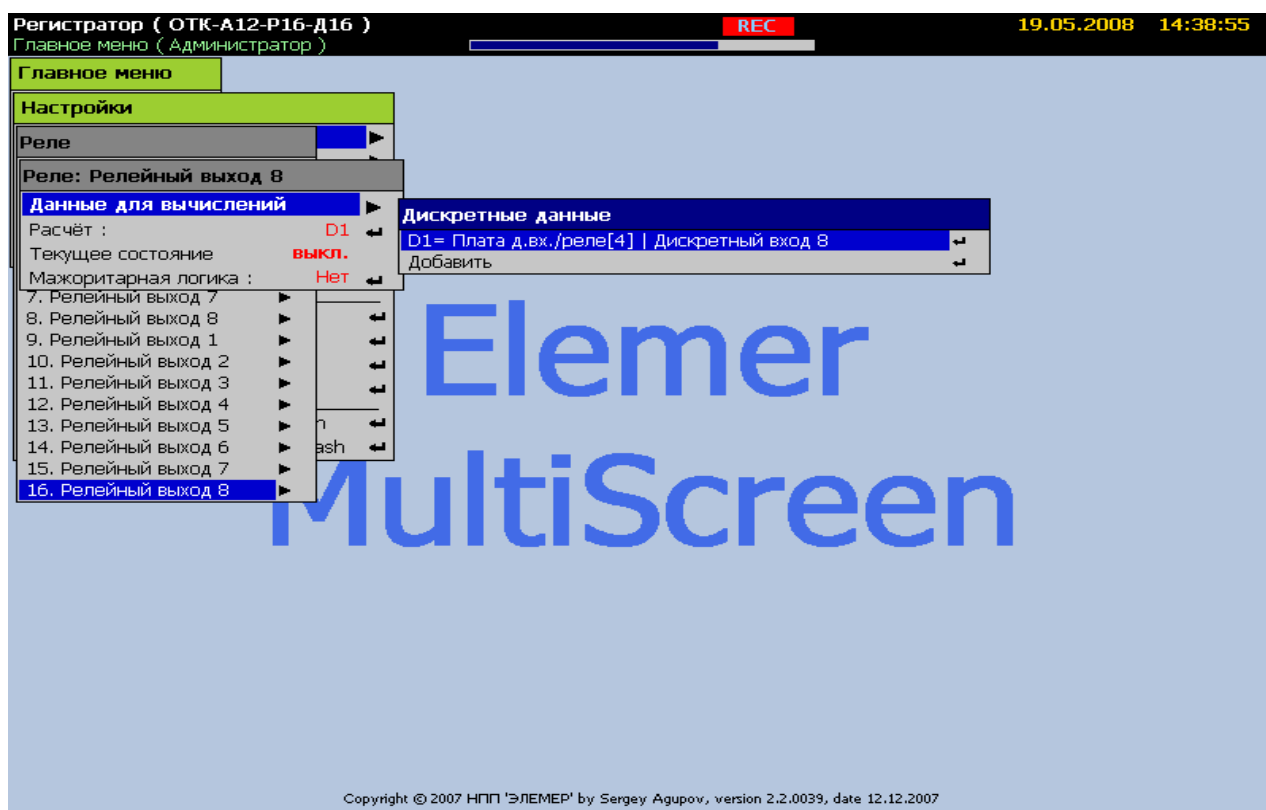 Регистратор ( ОТК-А12-Р16-Д16 )
REC
19.05.2008 14:38:55
Главное меню ( Администратор )
Главное меню
Настройки
Реле
Реле: Релейный выход 8
Данные для вычислений
Дискретные данные
Расчёт : D1
D1= Плата д.вх./реле[4] | Дискретный вход 8
Текущее состояние выкл.
Добавить
Мажоритарная логика : Нет
7. Релейный выход 7
8. Релейный выход 8
9. Релейный выход 1
10. Релейный выход 2
11. Релейный выход 3
12. Релейный выход 4
13. Релейный выход 5
14. Релейный выход 6
15. Релейный выход 7
16. Релейный выход 8
Elemer
MultiScreen
Copyright © 2007 НПП 'ЭЛЕМЕР' by Sergey Agupov, version 2.2.0039, date 12.12.2007